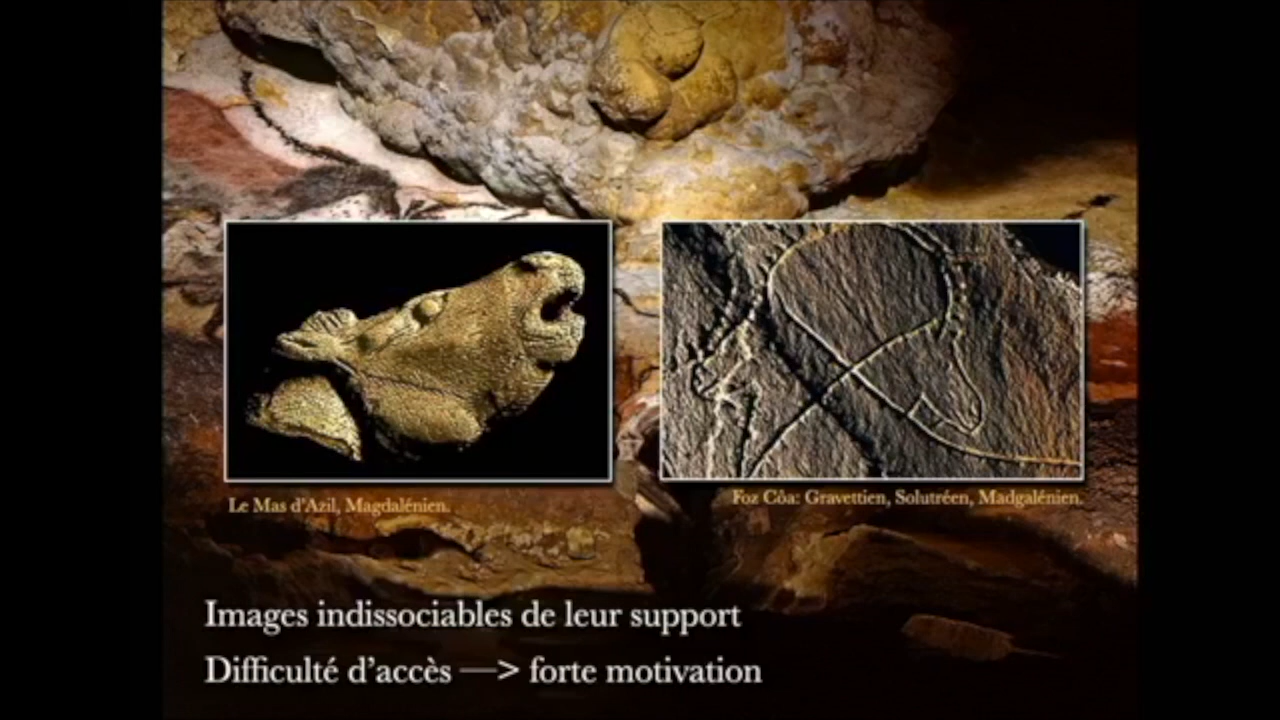 Le Mas d'Azil, Magdalénien.
Foz Côa: Gravettien, Solutréen, Madgalénien.
Images indissociables de leur support
Difficulté d'accès —> forte motivation